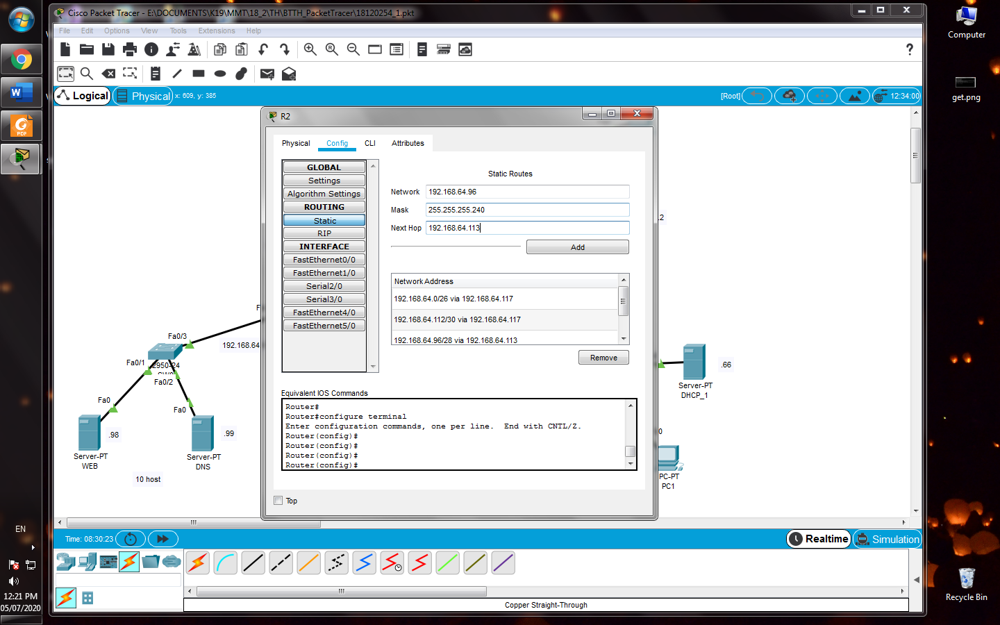 Cisco Packet Tracer - E:\DOCUMENTS\K19\MMT\18_2\TH\BTTH_PacketTracer\18120254_1.pkt
File Edit Options View Tools Extensions Help
Logical Physical x: 609, y: 385 [Root] 12:34:00
R2
Physical Config CLI Attributes
GLOBAL
Settings
Algorithm Settings
ROUTING
Static
RIP
INTERFACE
FastEthernet0/0
FastEthernet1/0
Serial2/0
Serial3/0
FastEthernet4/0
FastEthernet5/0
Static Routes
Network 192.168.64.96
Mask 255.255.255.240
Next Hop 192.168.64.113
Add
Network Address
192.168.64.0/26 via 192.168.64.117
192.168.64.112/30 via 192.168.64.117
192.168.64.96/28 via 192.168.64.113
Remove
Equivalent IOS Commands
Router#
Router#configure terminal
Enter configuration commands, one per line. End with CNTL/Z.
Router(config)#
Router(config)#
Router(config)#
Router(config)#
Top
F
Fa0/3
192.168.64
Fa0/1
2950-24
Fa0/2
Fa0
Fa0
.98
.99
Server-PT
WEB
Server-PT
DNS
10 host
.2
.66
Server-PT
DHCP_1
0
PC-PT
PC1
Time: 08:30:23
Realtime Simulation
Copper Straight-Through
Computer
get.png
Recycle Bin
W
PDF
EN
12:21 PM
05/07/2020